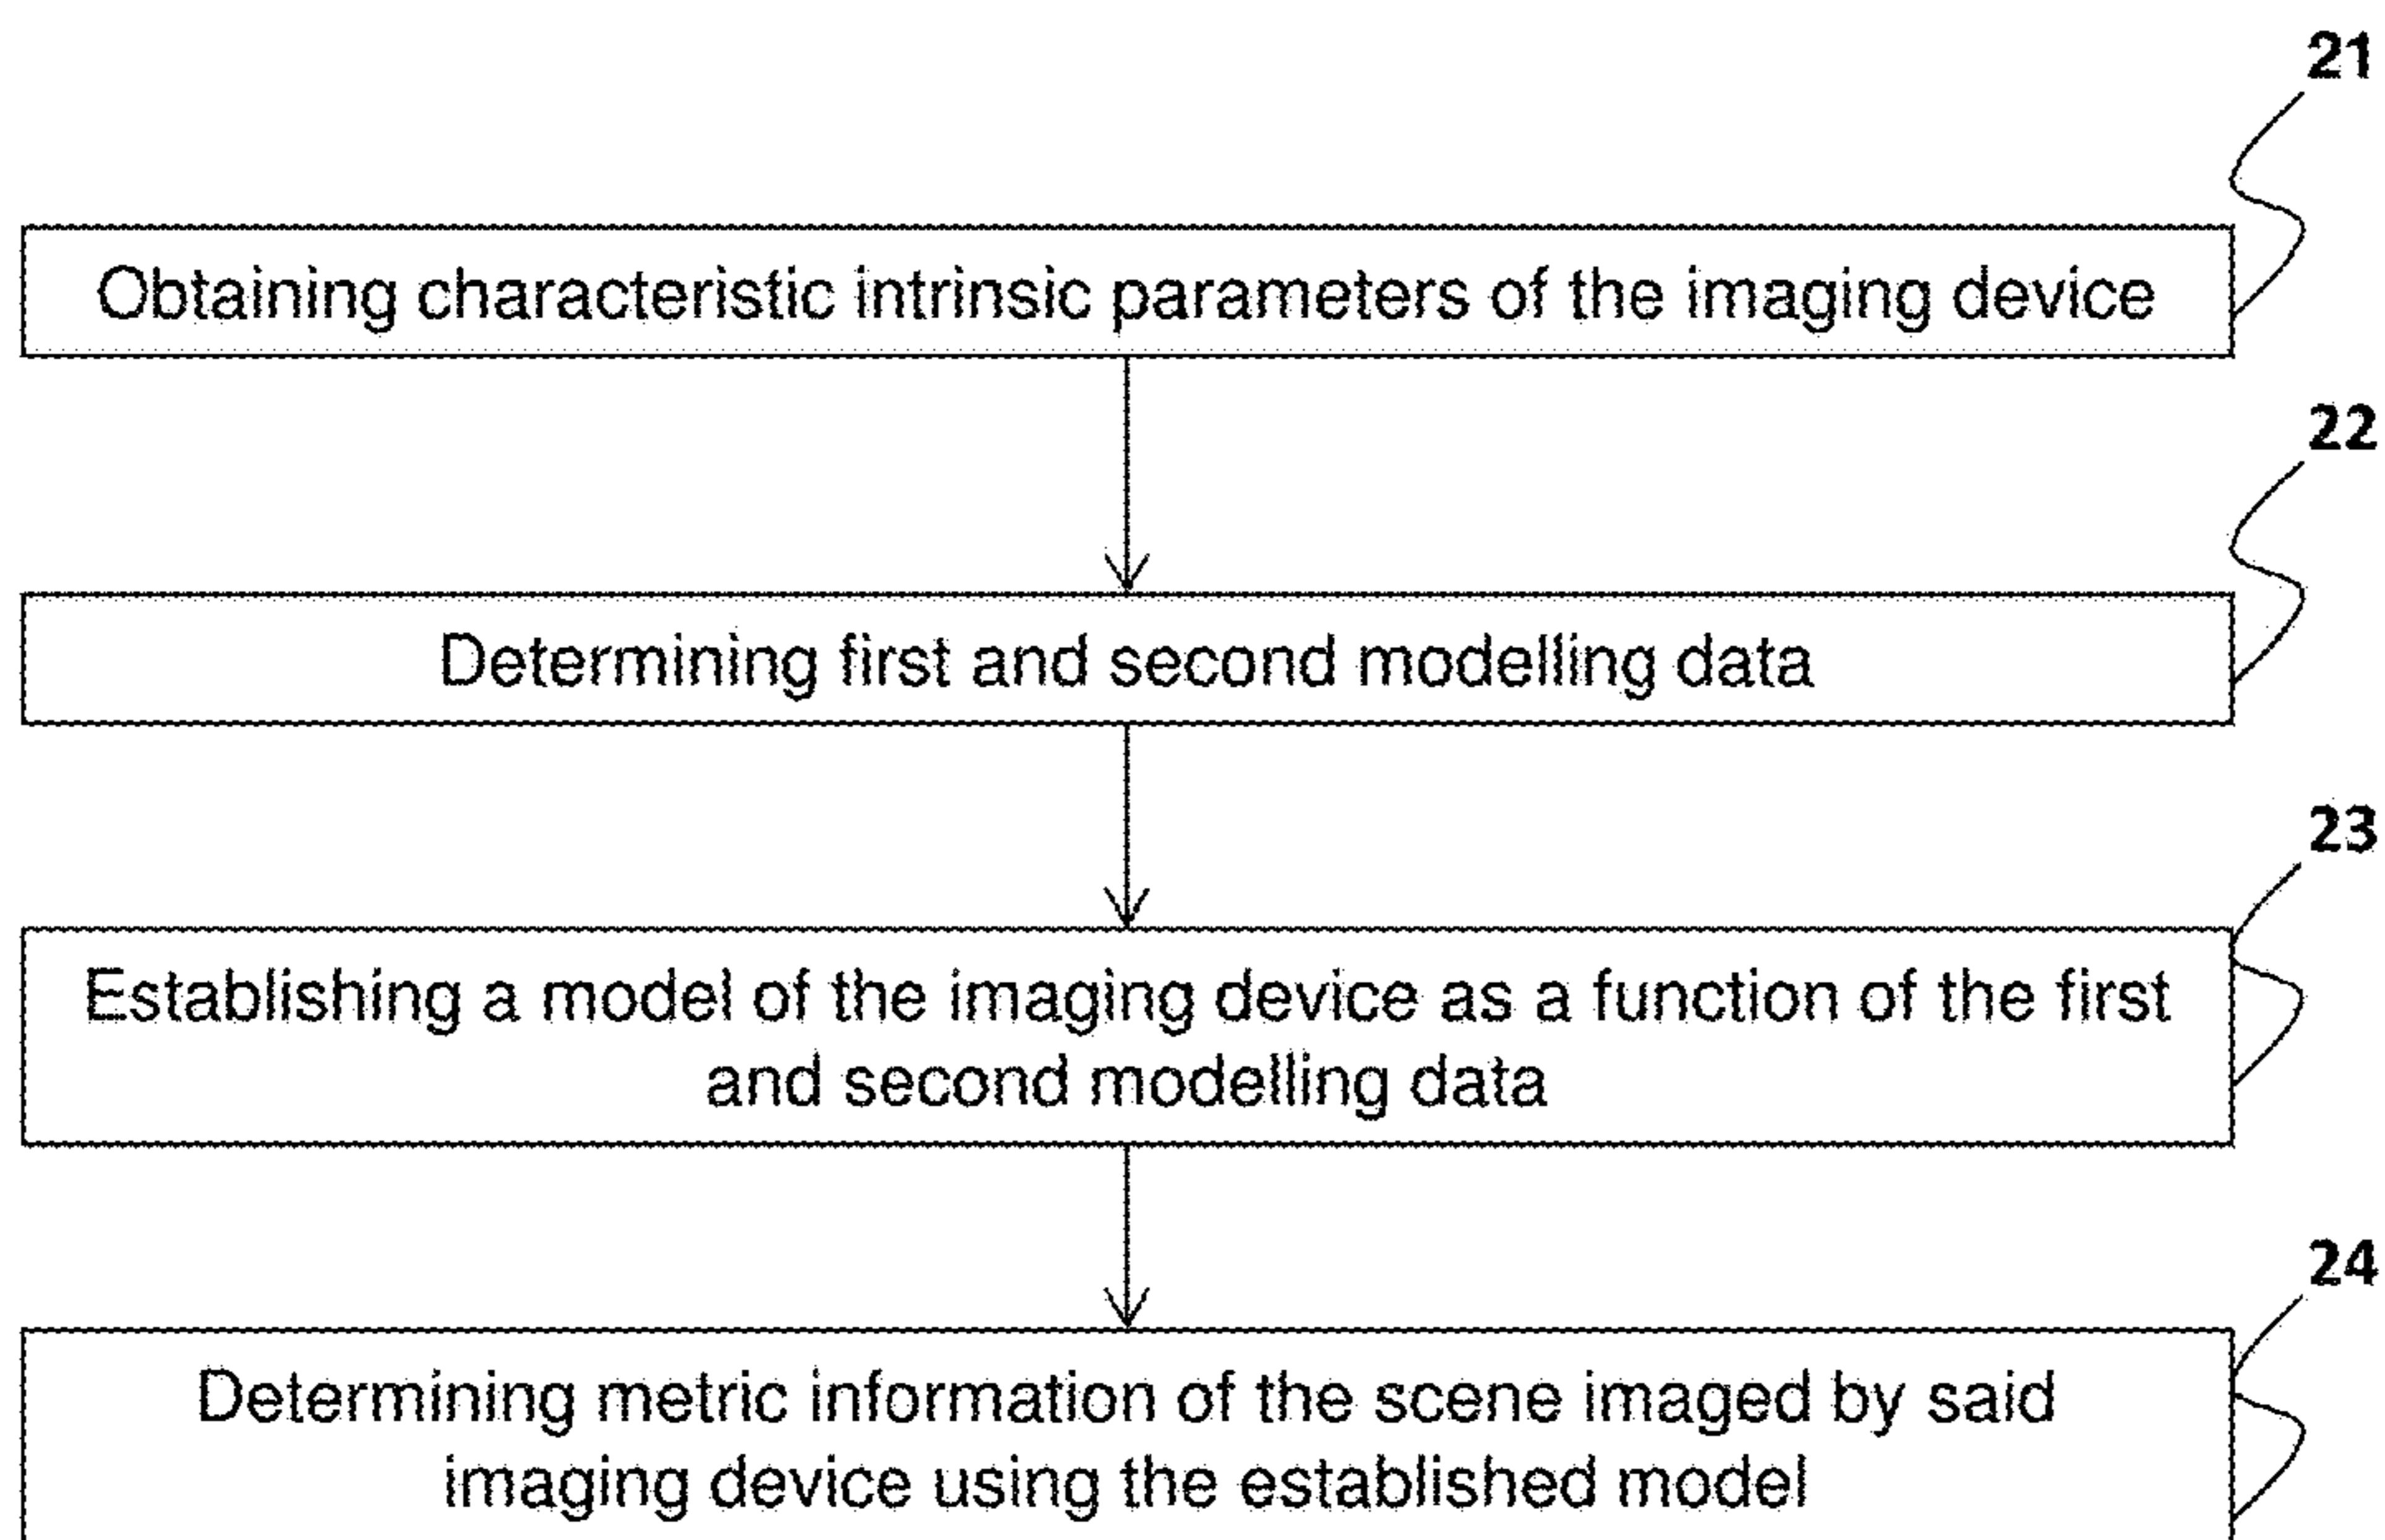 21
Obtaining characteristic intrinsic parameters of the imaging device
22
Determining first and second modelling data
23
Establishing a model of the imaging device as a function of the first
and second modelling data
24
Determining metric information of the scene imaged by said
imaging device using the established model